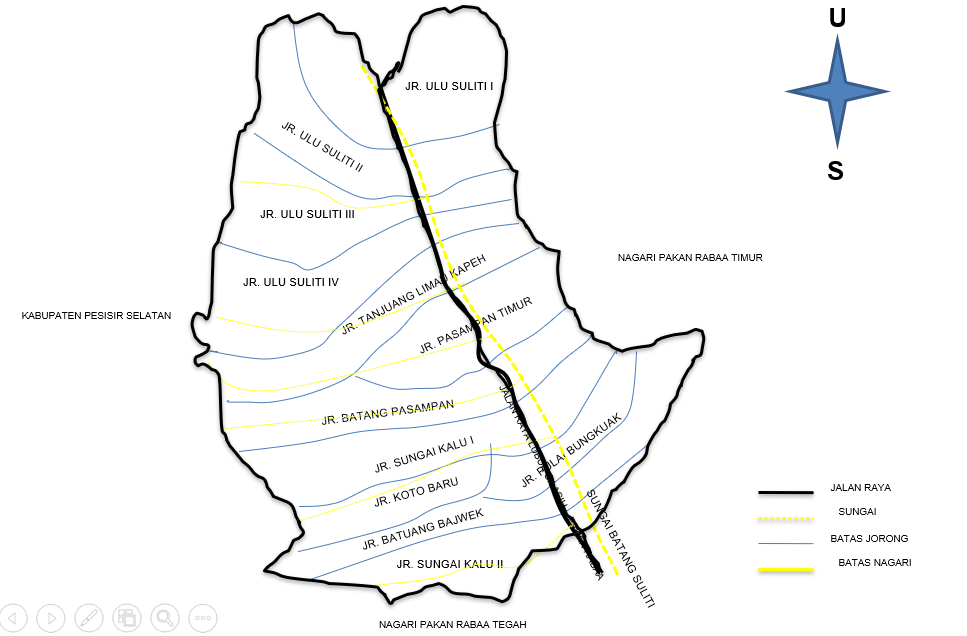 U
JR. ULU SULITI I
JR. ULU SULITI II
S
JR. ULU SULITI III
NAGARI PAKAN RABAA TIMUR
JR. ULU SULITI IV
JR. TANJUANG LIMAU KAPEH
KABUPATEN PESISIR SELATAN
JR. PASAMPAN TIMUR
JR. BATANG PASAMPAN
JALAN RAYA
JR. SUNGAI KALU I
JR. BUNGKUAK
JR. KOTO BARU
JALAN RAYA
SUNGAI
JR. BATUANG BAJWEK
SUNGAI BATANG SULITI
BATAS JORONG
JR. SUNGAI KALU II
BATAS NAGARI
NAGARI PAKAN RABAA TEGAH